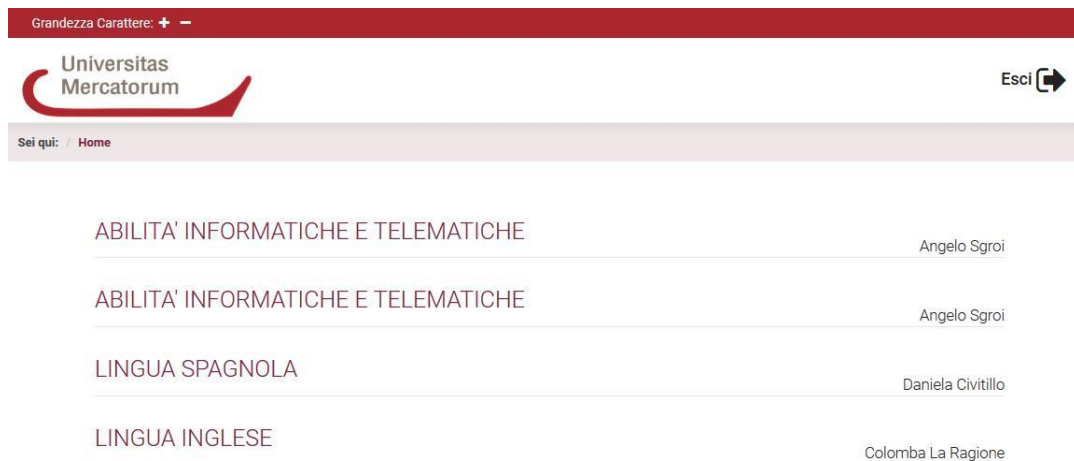 Grandezza Carattere: + −
Universitas
Mercatorum
Esci
Sei qui: / Home
ABILITA' INFORMATICHE E TELEMATICHE
Angelo Sgroi
ABILITA' INFORMATICHE E TELEMATICHE
Angelo Sgroi
LINGUA SPAGNOLA
Daniela Civitillo
LINGUA INGLESE
Colomba La Ragione